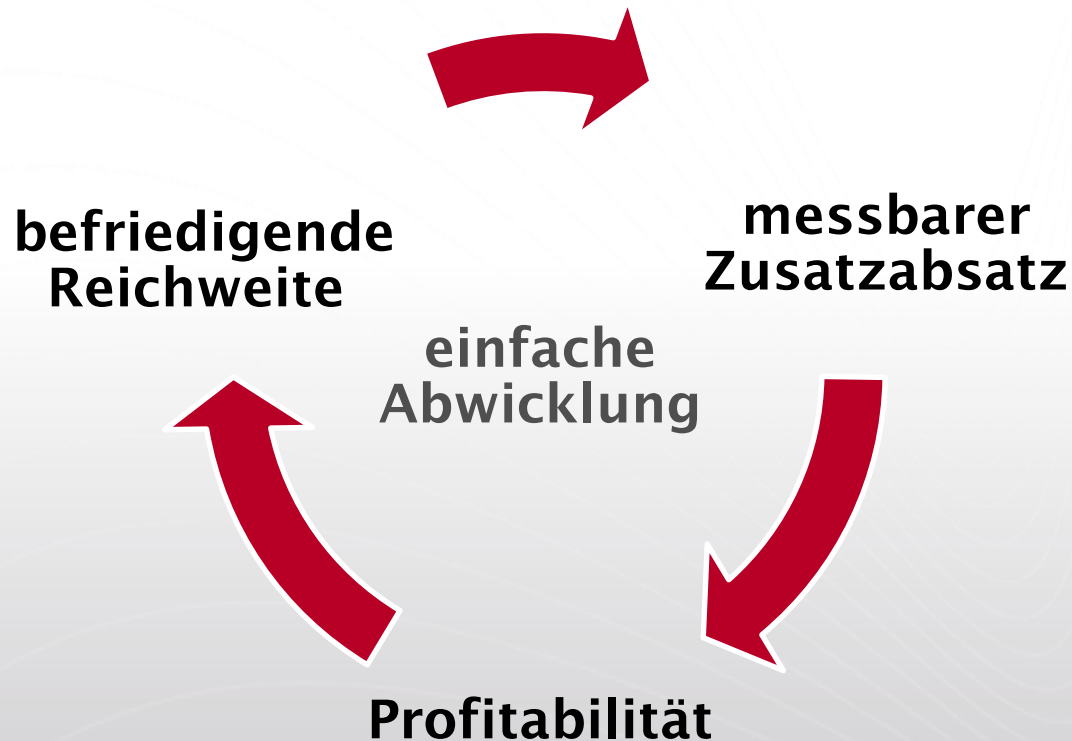 befriedigende
Reichweite
messbarer
Zusatzabsatz
einfache
Abwicklung
Profitabilität